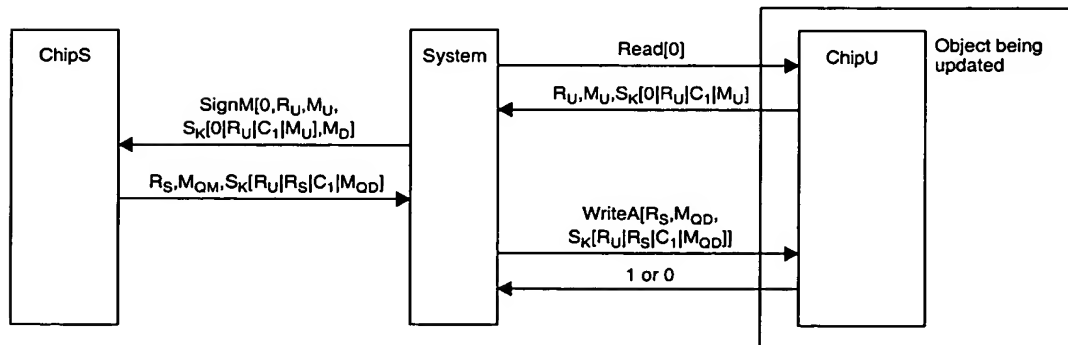 ChipS
System
Read[0]
ChipU
Object being
updated
R_U,M_U,S_K[0|R_U|C_1|M_U]
SignM[0,R_U,M_U,
S_K[0|R_U|C_1|M_U],M_D]
R_S,M_QM,S_K[R_U|R_S|C_1|M_QD]
WriteA[R_S,M_QD,
S_K[R_U|R_S|C_1|M_QD]]
1 or 0